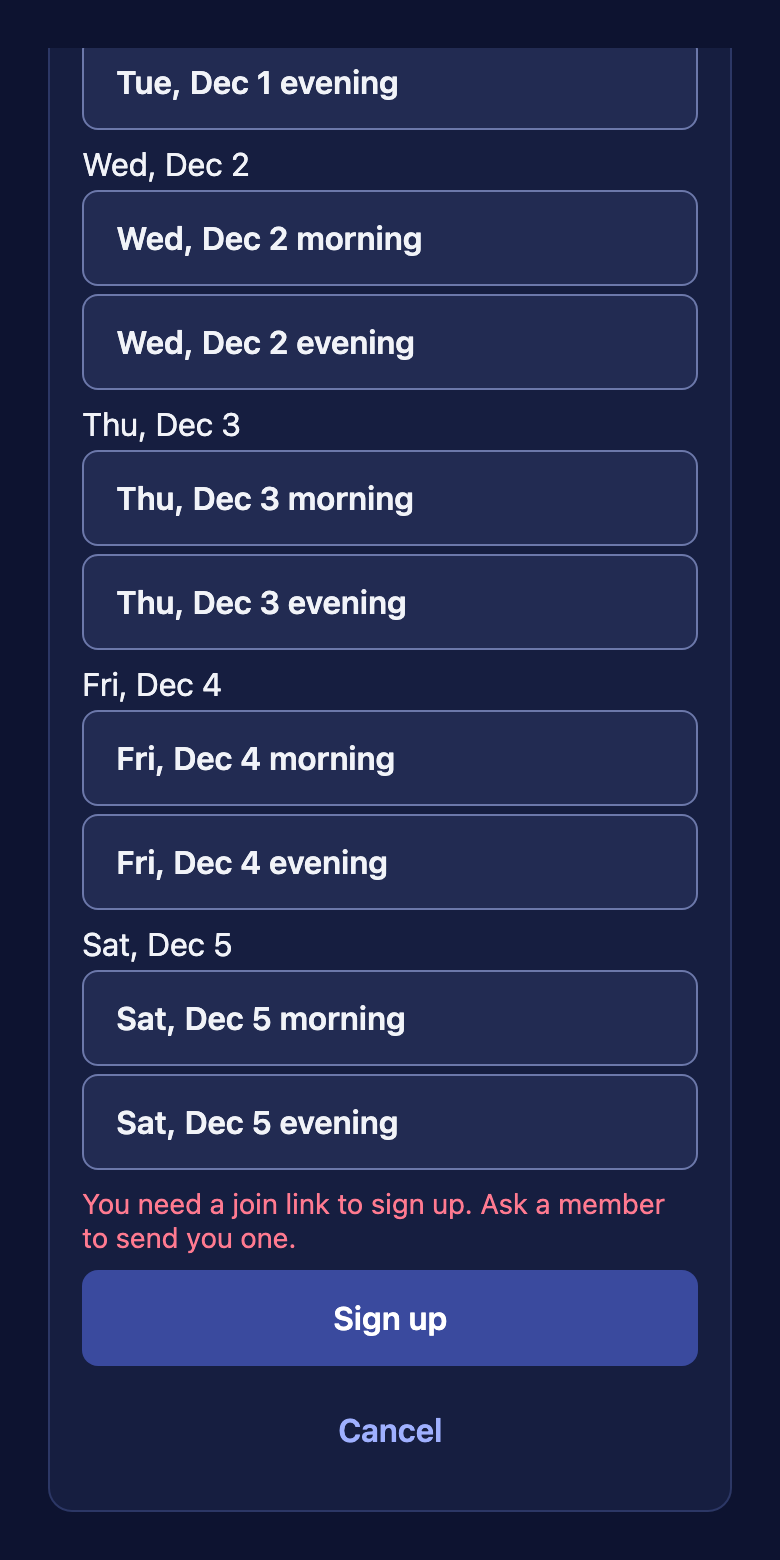 Tue, Dec 1 evening
Wed, Dec 2
Wed, Dec 2 morning
Wed, Dec 2 evening
Thu, Dec 3
Thu, Dec 3 morning
Thu, Dec 3 evening
Fri, Dec 4
Fri, Dec 4 morning
Fri, Dec 4 evening
Sat, Dec 5
Sat, Dec 5 morning
Sat, Dec 5 evening
You need a join link to sign up. Ask a member
to send you one.
Sign up
Cancel